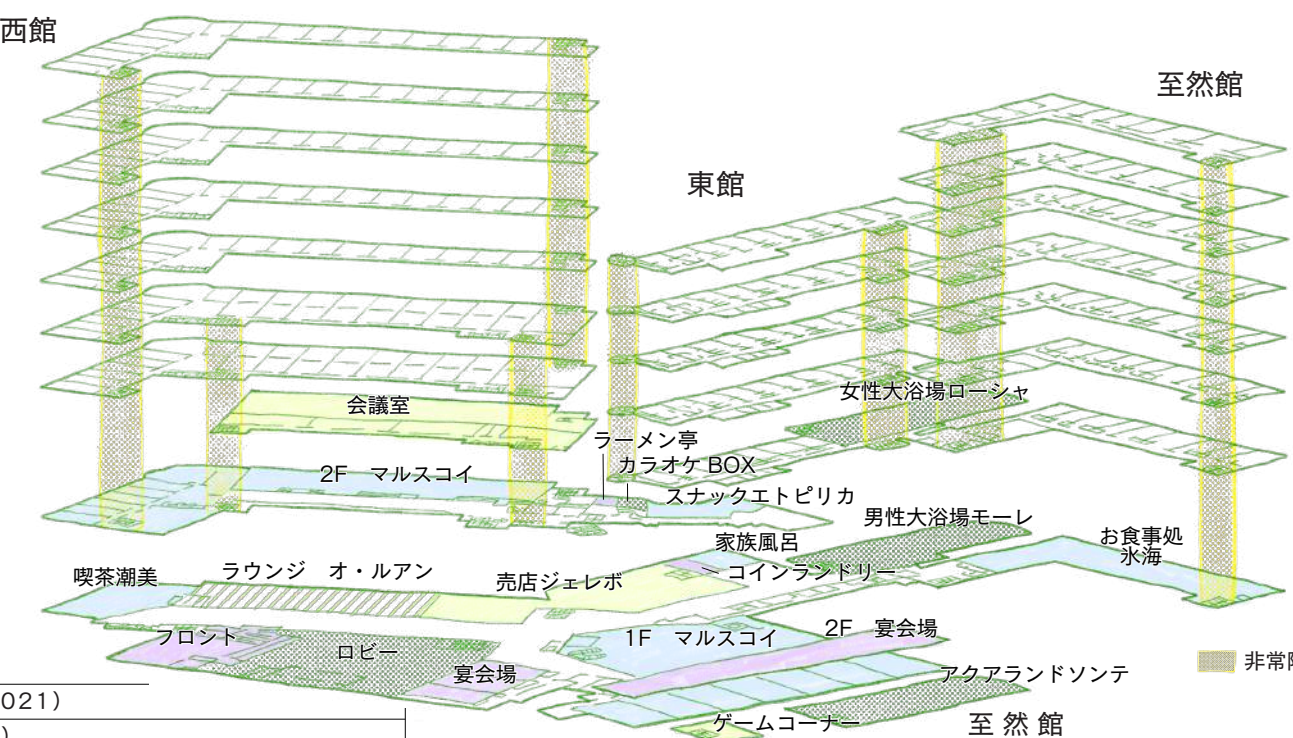 西館
至然館
東館
会議室
女性大浴場ローシャ
ラーメン亭
2F マルスコイ
カラオケ BOX
スナックエトピリカ
男性大浴場モーレ
お食事処
氷海
家族風呂
コインランドリー
喫茶潮美
ラウンジ オ・ルアン
売店ジェレボ
フロント
ロビー
1F マルスコイ
2F 宴会場
宴会場
アクアランドソンテ
非常
021)
ゲームコーナー
至然館
)